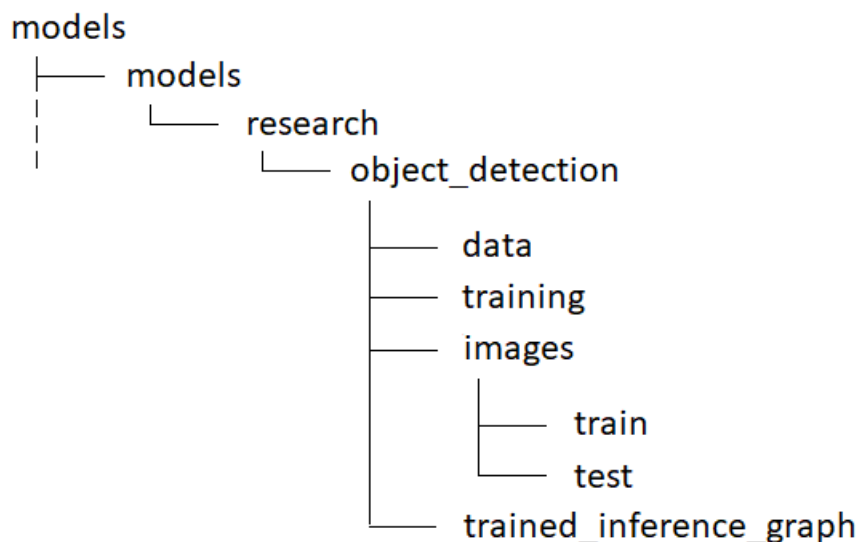 models
models
research
object_detection
data
training
images
train
test
trained_inference_graph